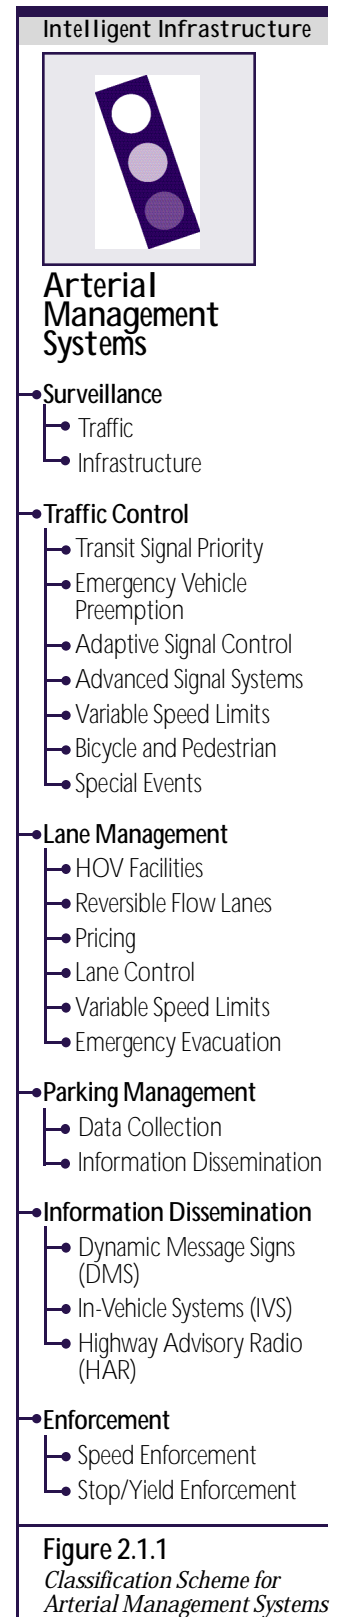 Intelligent Infrastructure
Arterial
Management
Systems
Surveillance
Traffic
Infrastructure
Traffic Control
Transit Signal Priority
Emergency Vehicle
Preemption
Adaptive Signal Control
Advanced Signal Systems
Variable Speed Limits
Bicycle and Pedestrian
Special Events
Lane Management
HOV Facilities
Reversible Flow Lanes
Pricing
Lane Control
Variable Speed Limits
Emergency Evacuation
Parking Management
Data Collection
Information Dissemination
Information Dissemination
Dynamic Message Signs
(DMS)
In-Vehicle Systems (IVS)
Highway Advisory Radio
(HAR)
Enforcement
Speed Enforcement
Stop/Yield Enforcement
Figure 2.1.1
Classification Scheme for
Arterial Management Systems